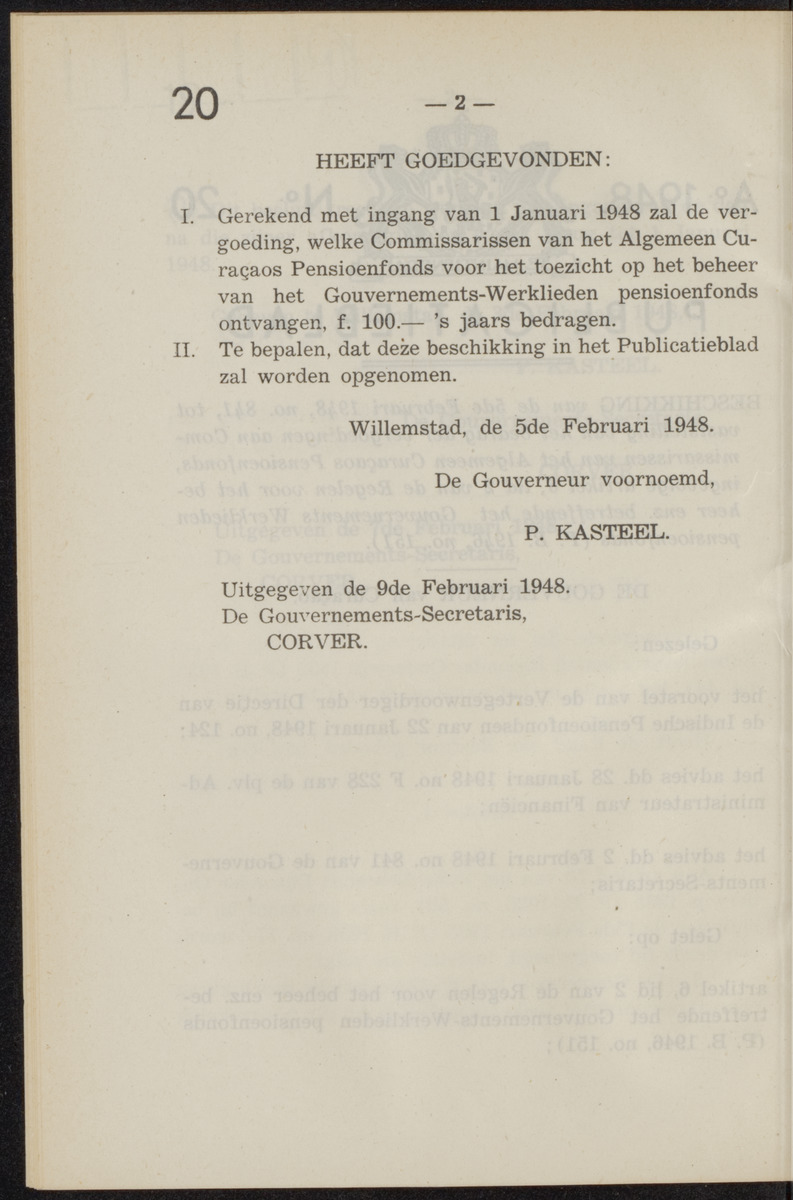 20
— 2 —
HEEFT GOEDGEVONDEN:
I. Gerekend met ingang van 1 Januari 1948 zal de ver-
goeding, welke Commissarissen van het Algemeen Cu-
raçaos Pensioenfonds voor het toezicht op het beheer
van het Gouvernements-Werklieden pensioenfonds
ontvangen, f. 100.— 's jaars bedragen.
II. Te bepalen, dat deze beschikking in het Publicatieblad
zal worden opgenomen.
Willemstad, de 5de Februari 1948.
De Gouverneur voornoemd,
P. KASTEEL.
Uitgegeven de 9de Februari 1948.
De Gouvernements-Secretaris,
CORVER.